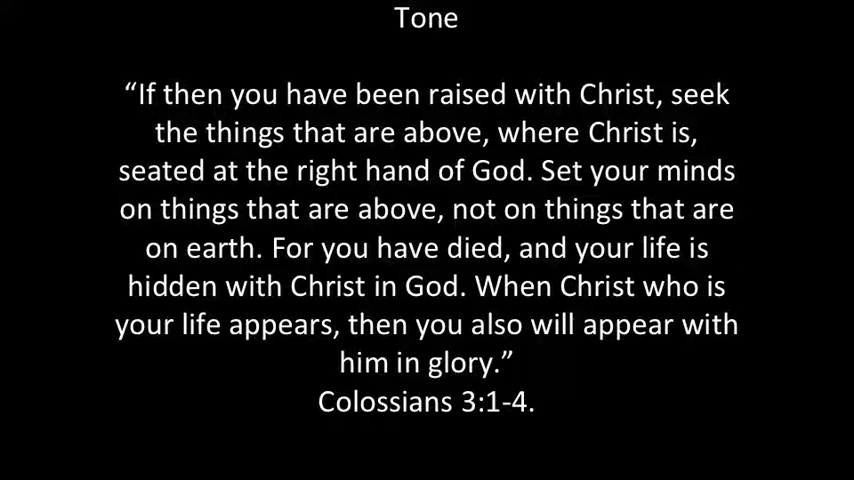 Tone
“If then you have been raised with Christ, seek
the things that are above, where Christ is,
seated at the right hand of God. Set your minds
on things that are above, not on things that are
on earth. For you have died, and your life is
hidden with Christ in God. When Christ who is
your life appears, then you also will appear with
him in glory.”
Colossians 3:1-4.